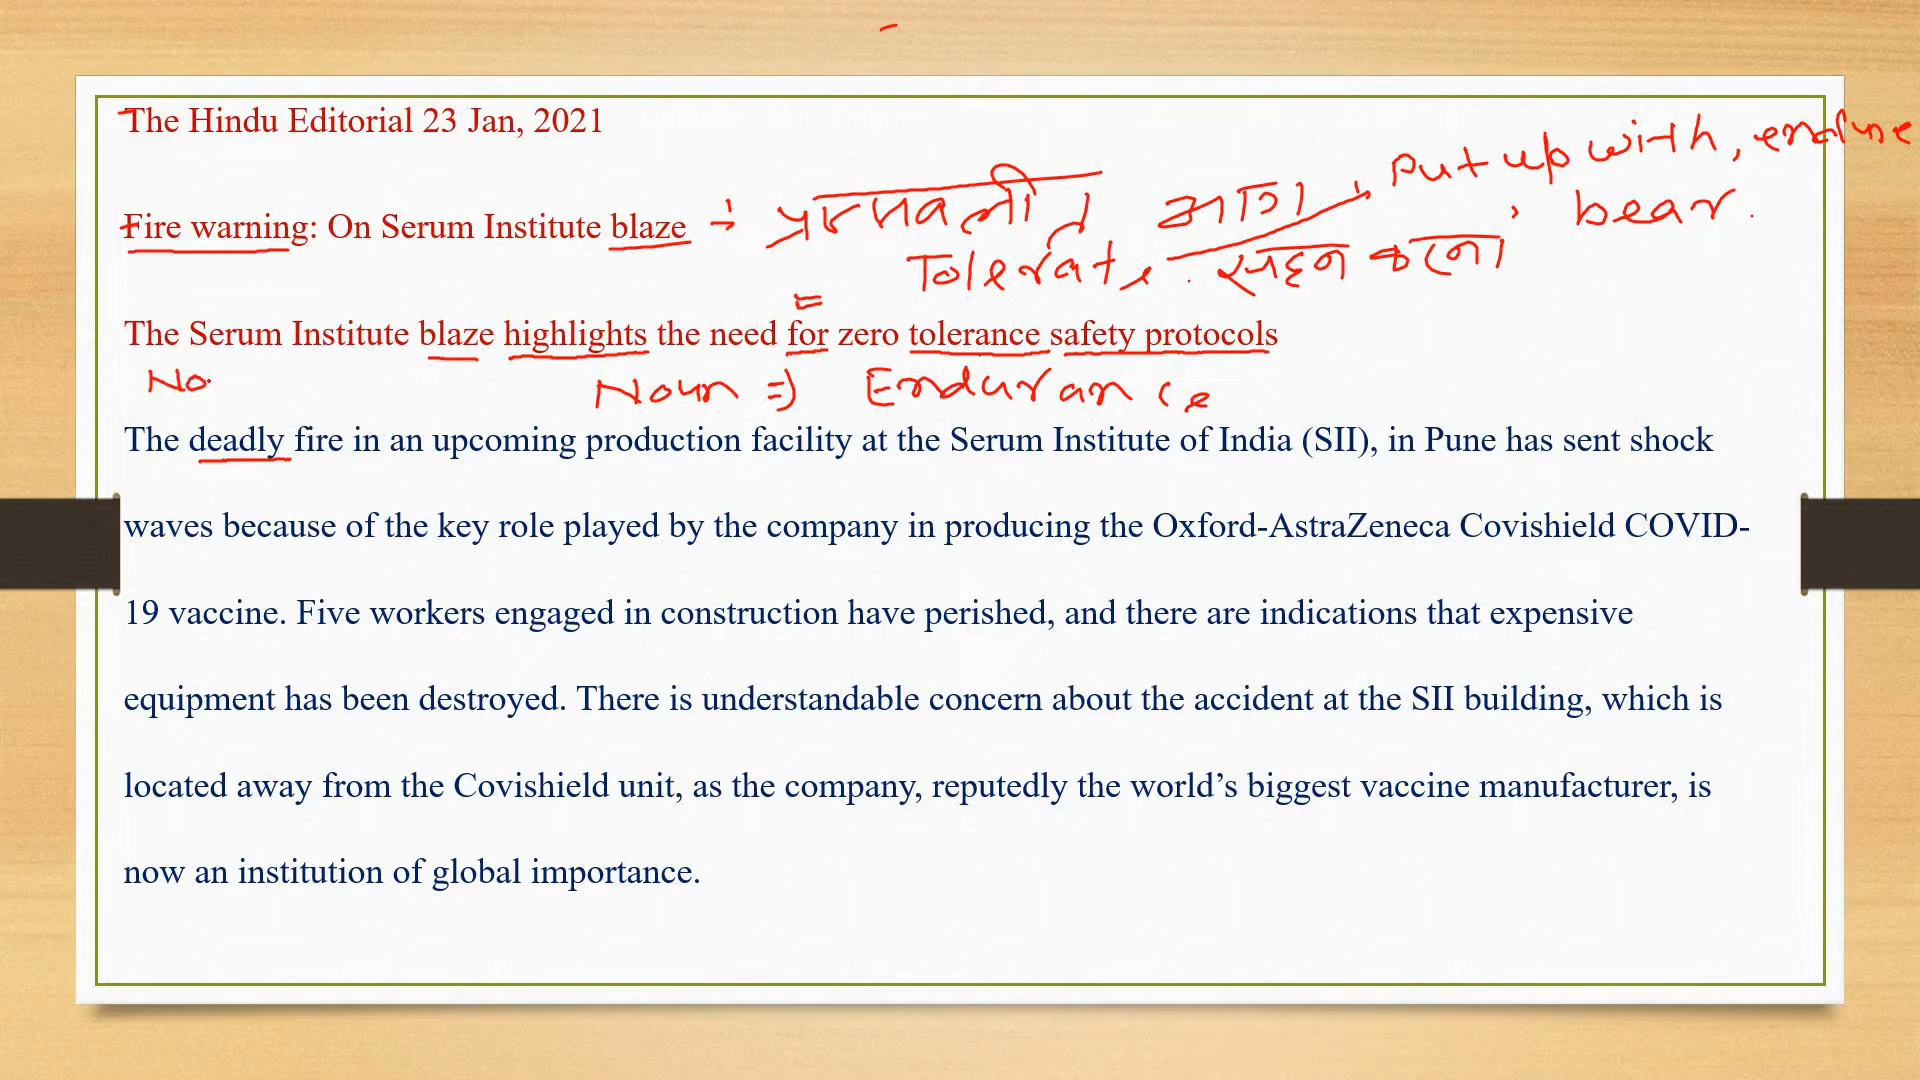 The Hindu Editorial 23 Jan, 2021
Put up with, endure
Fire warning: On Serum Institute blaze ÷ प्रज्जवलीत आग , bear.
Tolerate. सहन करना
=
The Serum Institute blaze highlights the need for zero tolerance safety protocols
No. Noun => Endurance
The deadly fire in an upcoming production facility at the Serum Institute of India (SII), in Pune has sent shock
waves because of the key role played by the company in producing the Oxford-AstraZeneca Covishield COVID-
19 vaccine. Five workers engaged in construction have perished, and there are indications that expensive
equipment has been destroyed. There is understandable concern about the accident at the SII building, which is
located away from the Covishield unit, as the company, reputedly the world’s biggest vaccine manufacturer, is
now an institution of global importance.